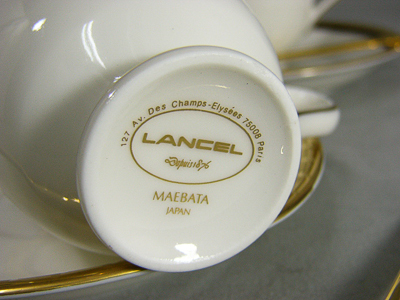 127 Av. Des Champs-Elysées 75008 Paris
LANCEL
Depuis 1876
MAEBATA
JAPAN